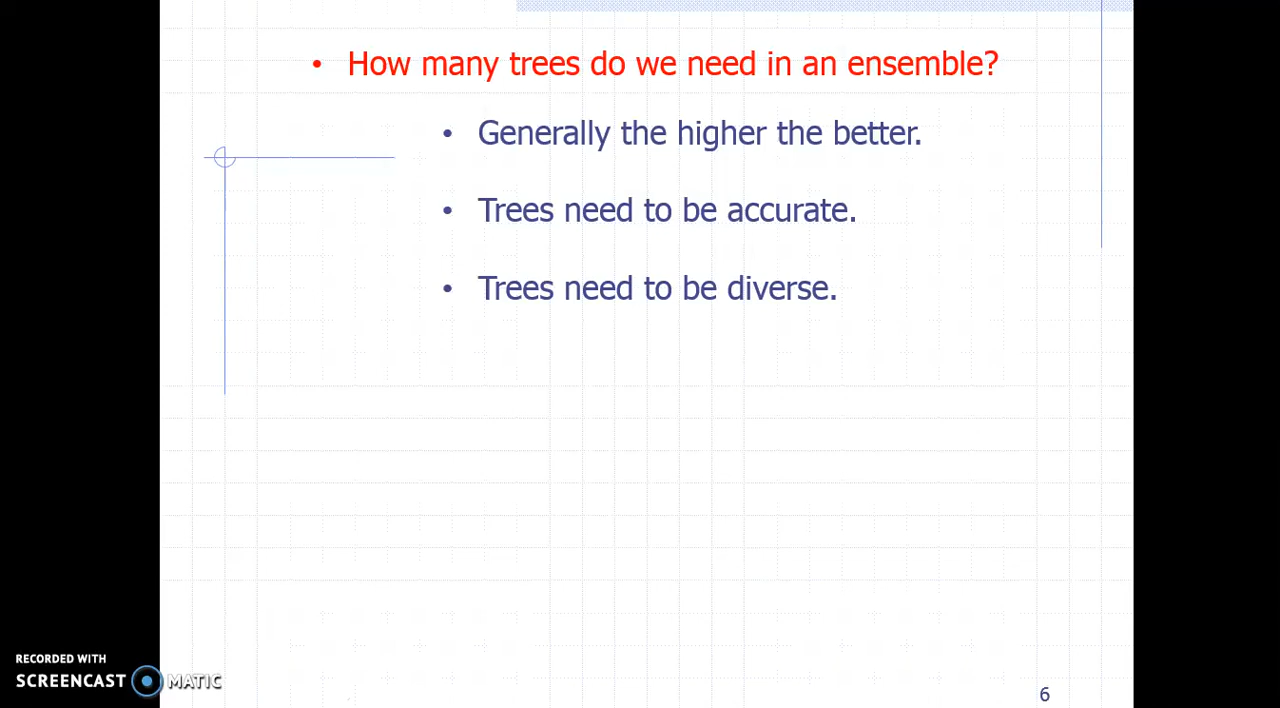 • How many trees do we need in an ensemble?
• Generally the higher the better.
• Trees need to be accurate.
• Trees need to be diverse.
RECORDED WITH
SCREENCAST MATIC
6